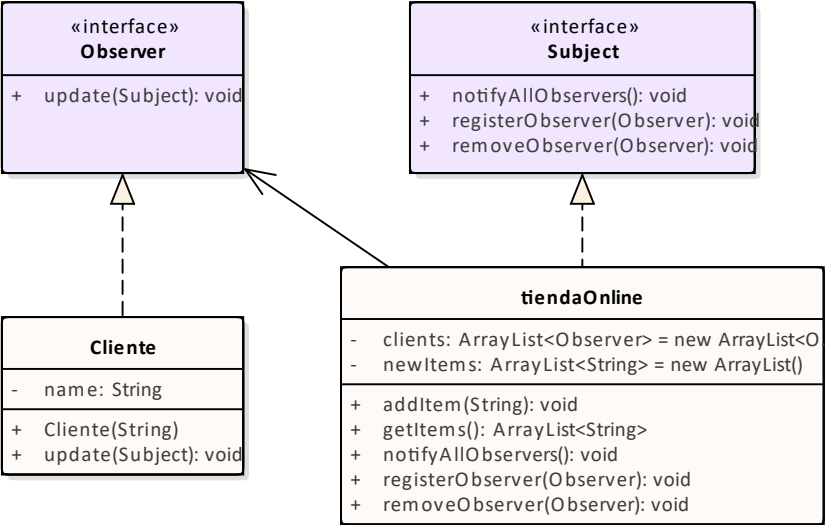 «interface»
Observer
+ update(Subject): void
«interface»
Subject
+ notifyAllObservers(): void
+ registerObserver(Observer): void
+ removeObserver(Observer): void
Cliente
- name: String
+ Cliente(String)
+ update(Subject): void
tiendaOnline
- clients: ArrayList<Observer> = new ArrayList<O
- newItems: ArrayList<String> = new ArrayList()
+ addItem(String): void
+ getItems(): ArrayList<String>
+ notifyAllObservers(): void
+ registerObserver(Observer): void
+ removeObserver(Observer): void